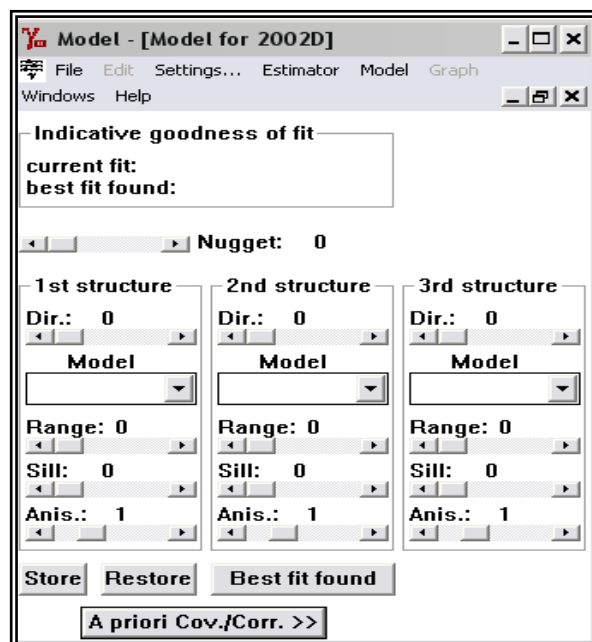 Model - [Model for 2002D]
File Edit Settings... Estimator Model Graph
Windows Help
Indicative goodness of fit
current fit:
best fit found:
Nugget: 0
1st structure 2nd structure 3rd structure
Dir.: 0 Dir.: 0 Dir.: 0
Model Model Model
Range: 0 Range: 0 Range: 0
Sill: 0 Sill: 0 Sill: 0
Anis.: 1 Anis.: 1 Anis.: 1
Store Restore Best fit found
A priori Cov./Corr. >>